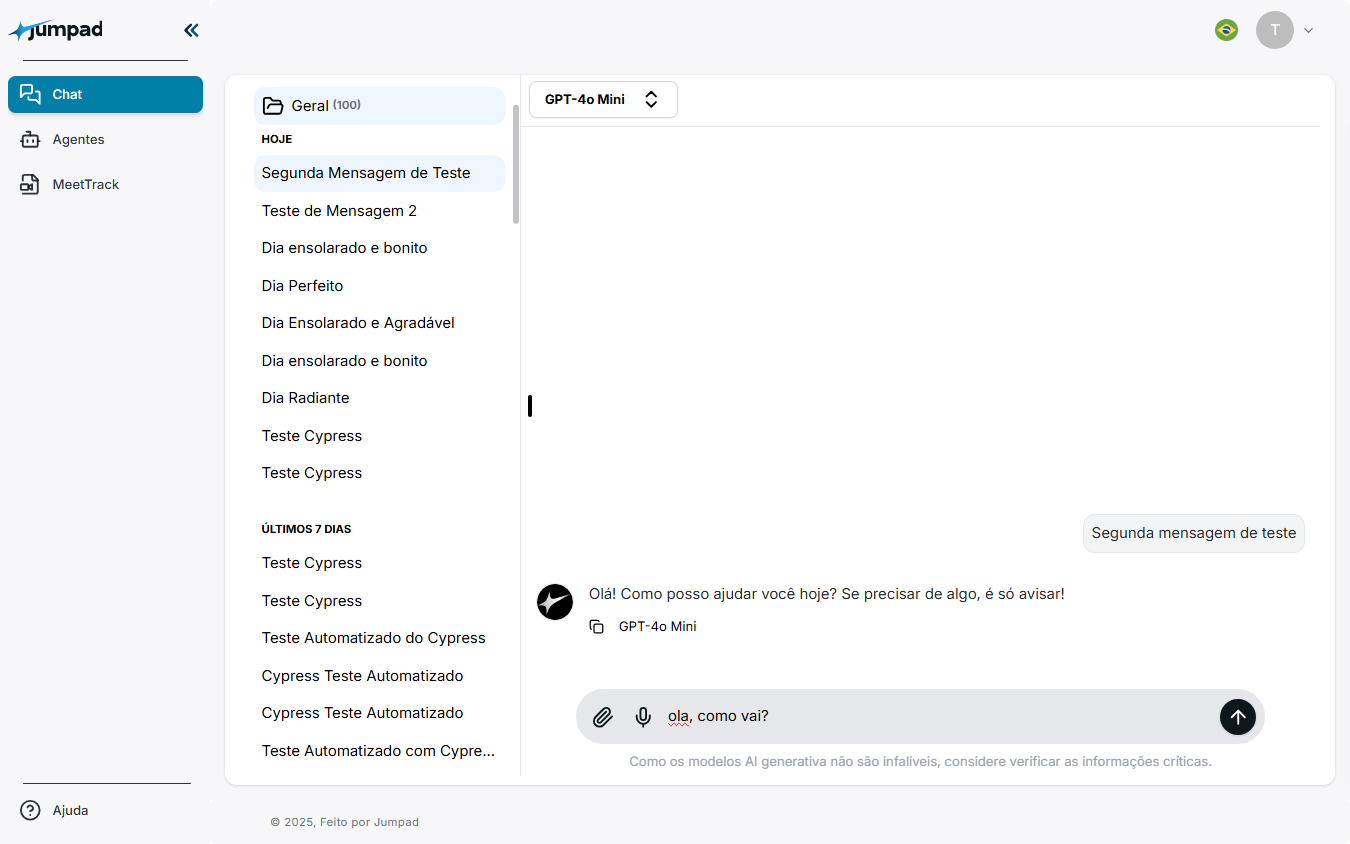 jumpad
Chat
Agentes
MeetTrack
Ajuda
T
Geral (100)
HOJE
Segunda Mensagem de Teste
Teste de Mensagem 2
Dia ensolarado e bonito
Dia Perfeito
Dia Ensolarado e Agradável
Dia ensolarado e bonito
Dia Radiante
Teste Cypress
Teste Cypress
ÚLTIMOS 7 DIAS
Teste Cypress
Teste Cypress
Teste Automatizado do Cypress
Cypress Teste Automatizado
Cypress Teste Automatizado
Teste Automatizado com Cypre...
GPT-4o Mini
Segunda mensagem de teste
Olá! Como posso ajudar você hoje? Se precisar de algo, é só avisar!
GPT-4o Mini
ola, como vai?
Como os modelos AI generativa não são infalíveis, considere verificar as informações críticas.
© 2025, Feito por Jumpad